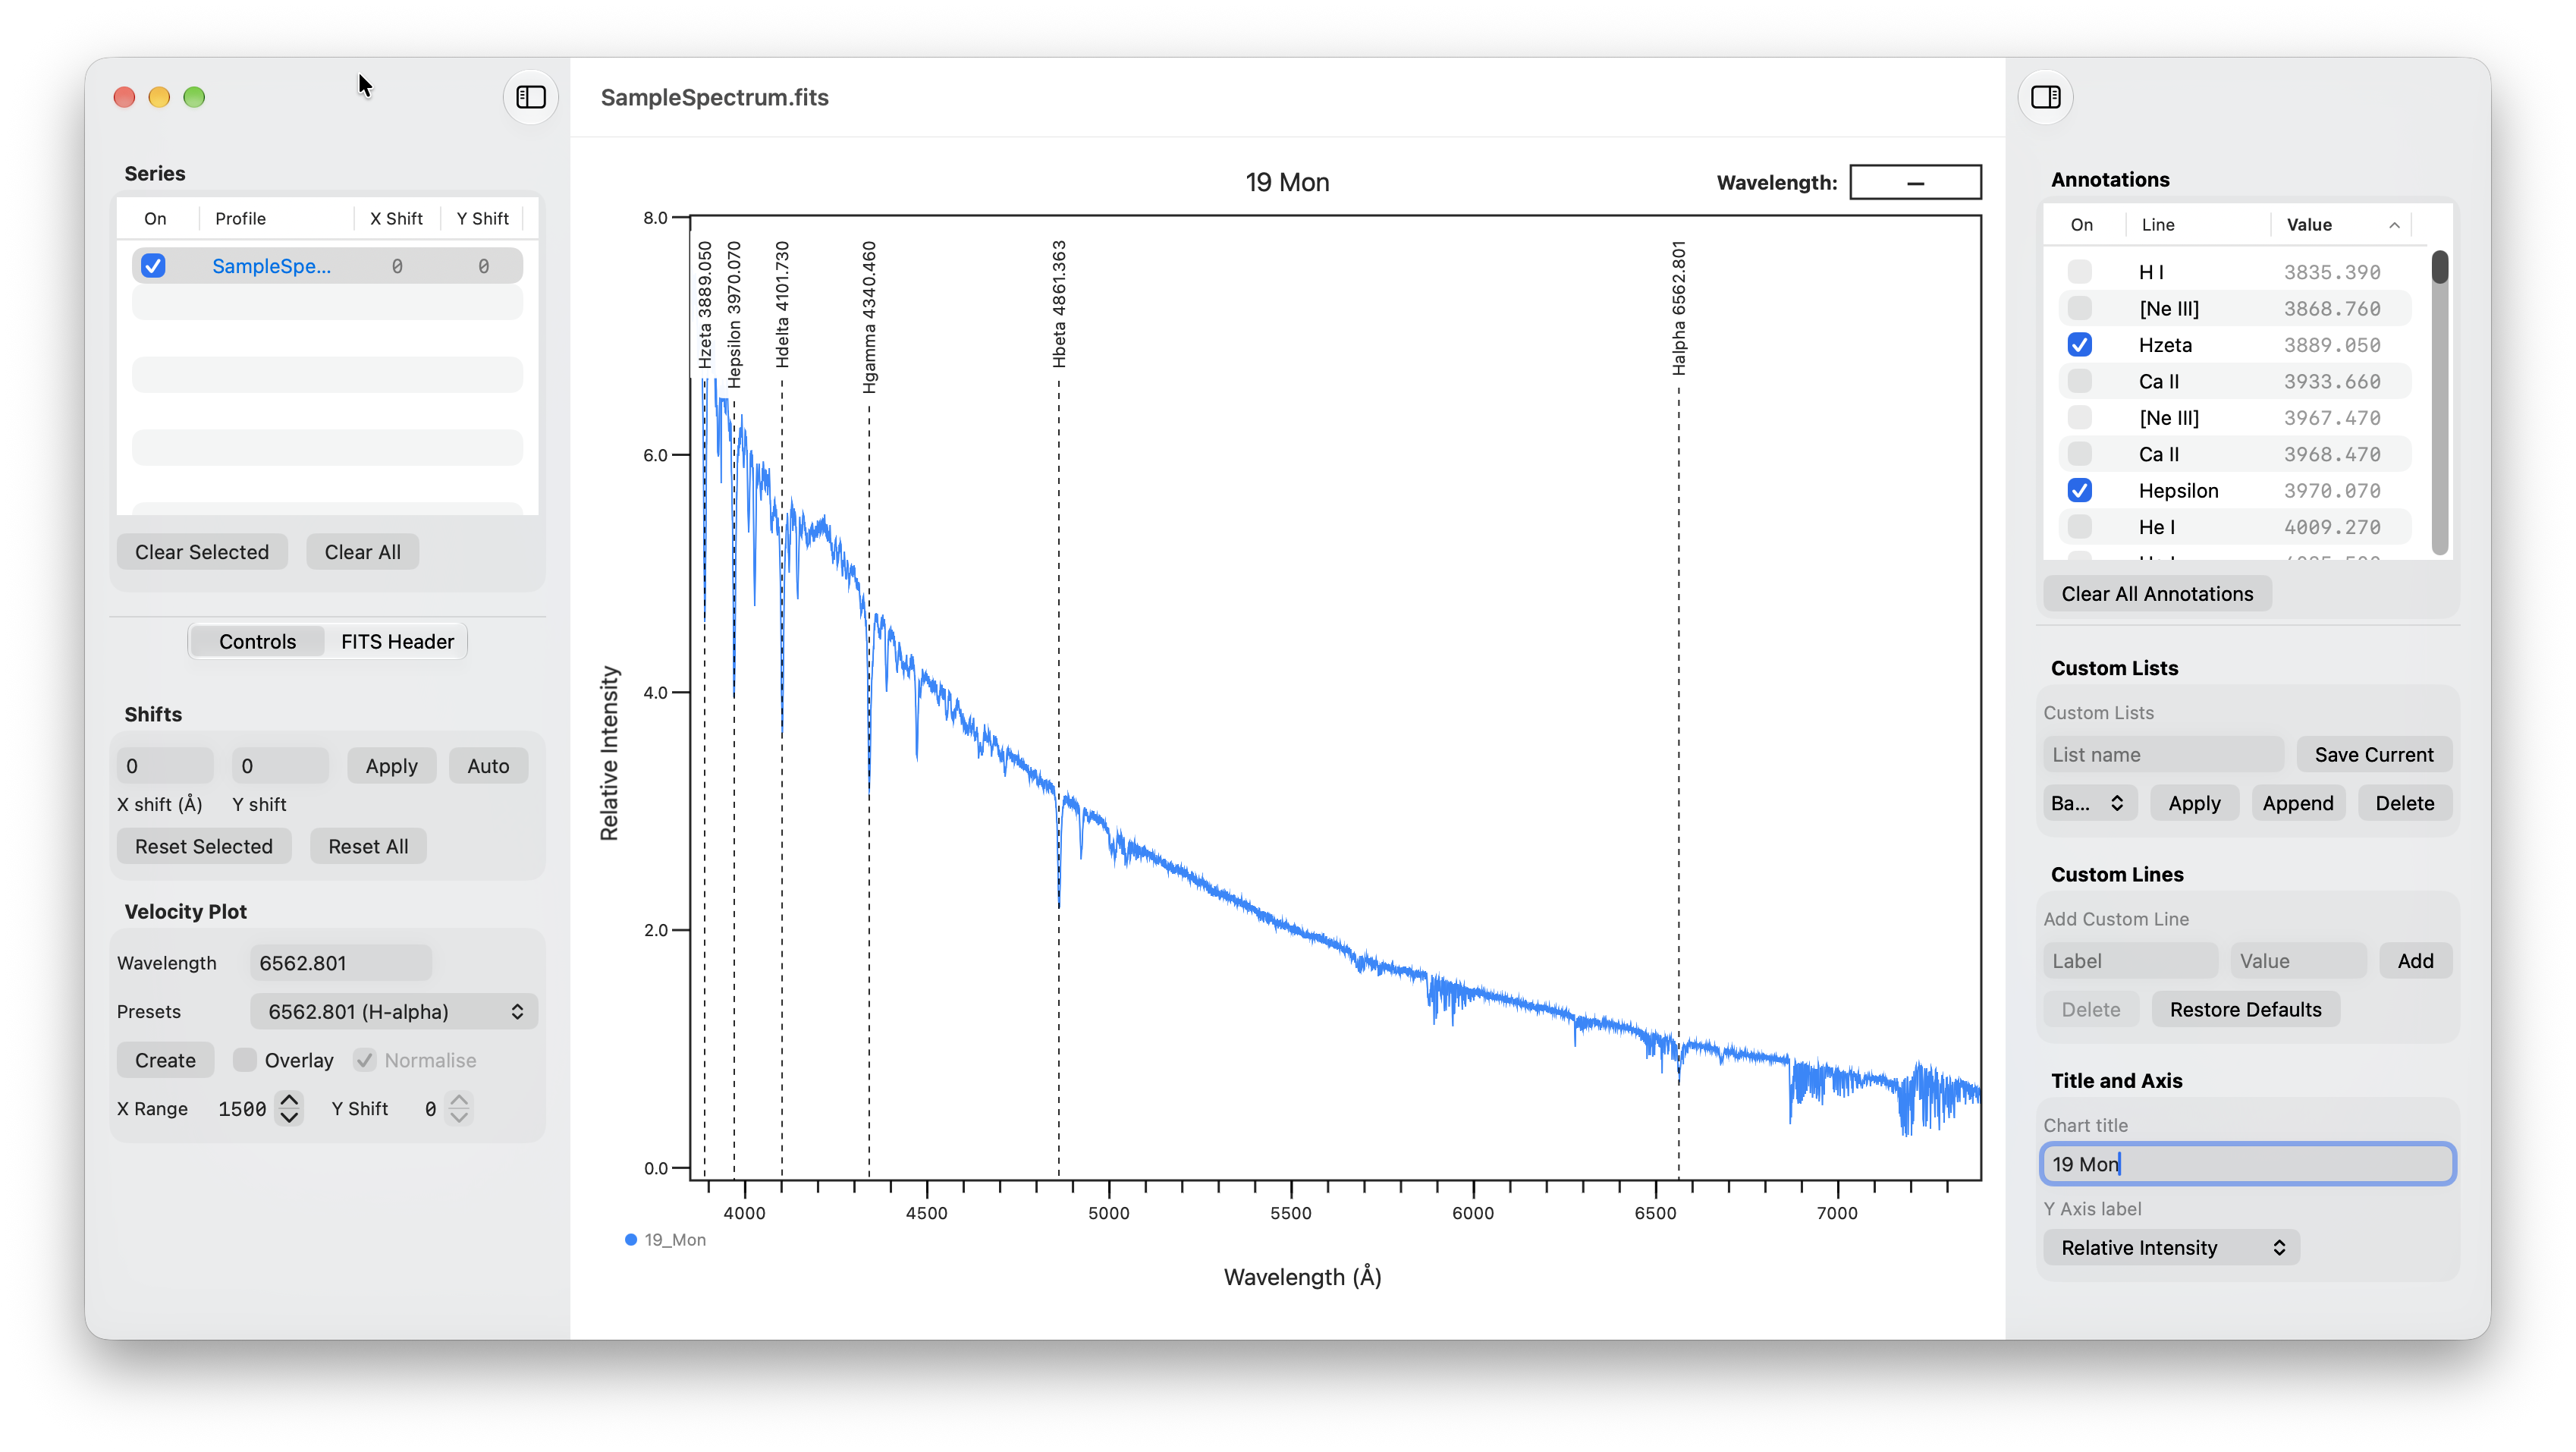 SampleSpectrum.fits
Series
On Profile X Shift Y Shift
SampleSpe... 0 0
Clear Selected Clear All
Controls FITS Header
Shifts
0 0 Apply Auto
X shift (Å) Y shift
Reset Selected Reset All
Velocity Plot
Wavelength 6562.801
Presets 6562.801 (H-alpha)
Create Overlay Normalise
X Range 1500 Y Shift 0
19 Mon
Wavelength: –
8.0
6.0
4.0
2.0
0.0
Relative Intensity
Hzeta 3889.050
Hepsilon 3970.070
Hdelta 4101.730
Hgamma 4340.460
Hbeta 4861.363
Halpha 6562.801
4000 4500 5000 5500 6000 6500 7000
19_Mon
Wavelength (Å)
Annotations
On Line Value
H I 3835.390
[Ne III] 3868.760
Hzeta 3889.050
Ca II 3933.660
[Ne III] 3967.470
Ca II 3968.470
Hepsilon 3970.070
He I 4009.270
Clear All Annotations
Custom Lists
Custom Lists
List name Save Current
Ba... Apply Append Delete
Custom Lines
Add Custom Line
Label Value Add
Delete Restore Defaults
Title and Axis
Chart title
19 Mon
Y Axis label
Relative Intensity